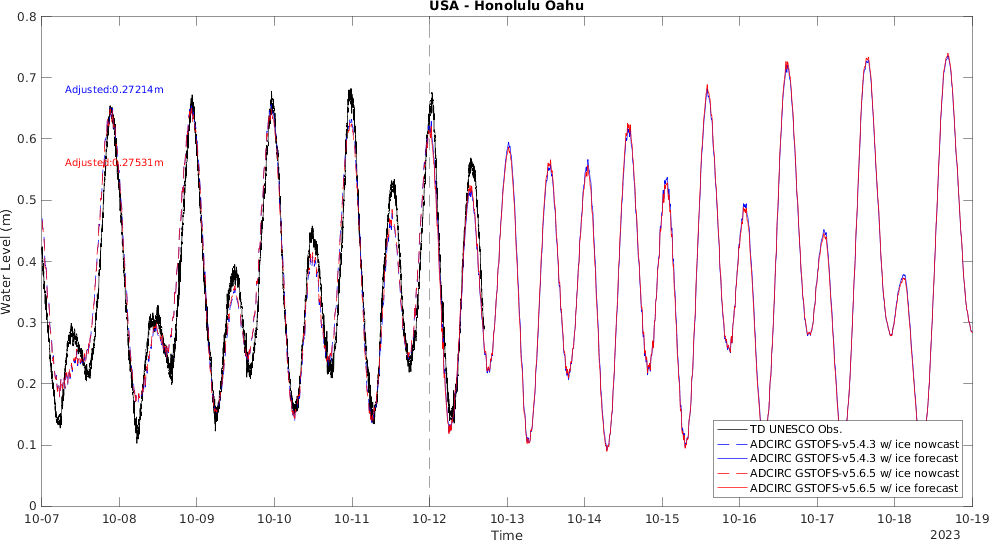 USA - Honolulu Oahu
0.8
0.7
0.6
0.5
0.4
0.3
0.2
0.1
0
Water Level (m)
Adjusted:0.27214m
Adjusted:0.27531m
TD UNESCO Obs.
ADCIRC GSTOFS-v5.4.3 w/ ice nowcast
ADCIRC GSTOFS-v5.4.3 w/ ice forecast
ADCIRC GSTOFS-v5.6.5 w/ ice nowcast
ADCIRC GSTOFS-v5.6.5 w/ ice forecast
10-07 10-08 10-09 10-10 10-11 10-12 10-13 10-14 10-15 10-16 10-17 10-18 10-19
Time
2023